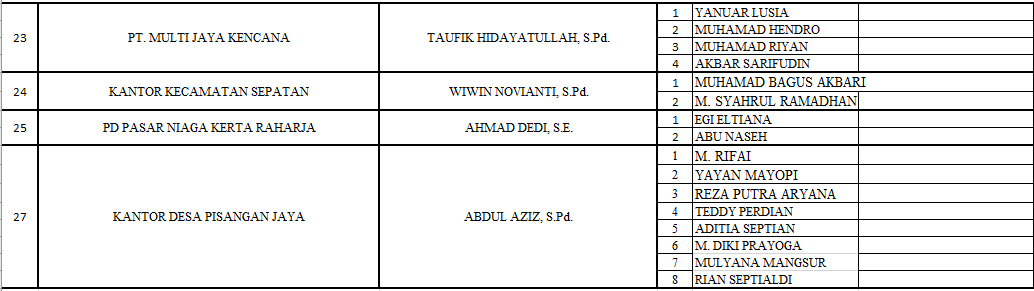 23 PT. MULTI JAYA KENCANA TAUFIK HIDAYATULLAH, S.Pd.
1 YANUAR LUSIA
2 MUHAMAD HENDRO
3 MUHAMAD RIYAN
4 AKBAR SARIFUDIN
24 KANTOR KECAMATAN SEPATAN WIWIN NOVIANTI, S.Pd.
1 MUHAMAD BAGUS AKBARI
2 M. SYAHRUL RAMADHAN
25 PD PASAR NIAGA KERTA RAHARJA AHMAD DEDI, S.E.
1 EGI ELTIANA
2 ABU NASEH
27 KANTOR DESA PISANGAN JAYA ABDUL AZIZ, S.Pd.
1 M. RIFAI
2 YAYAN MAYOPI
3 REZA PUTRA ARYANA
4 TEDDY PERDIAN
5 ADITIA SEPTIAN
6 M. DIKI PRAYOGA
7 MULYANA MANGSUR
8 RIAN SEPTIALDI